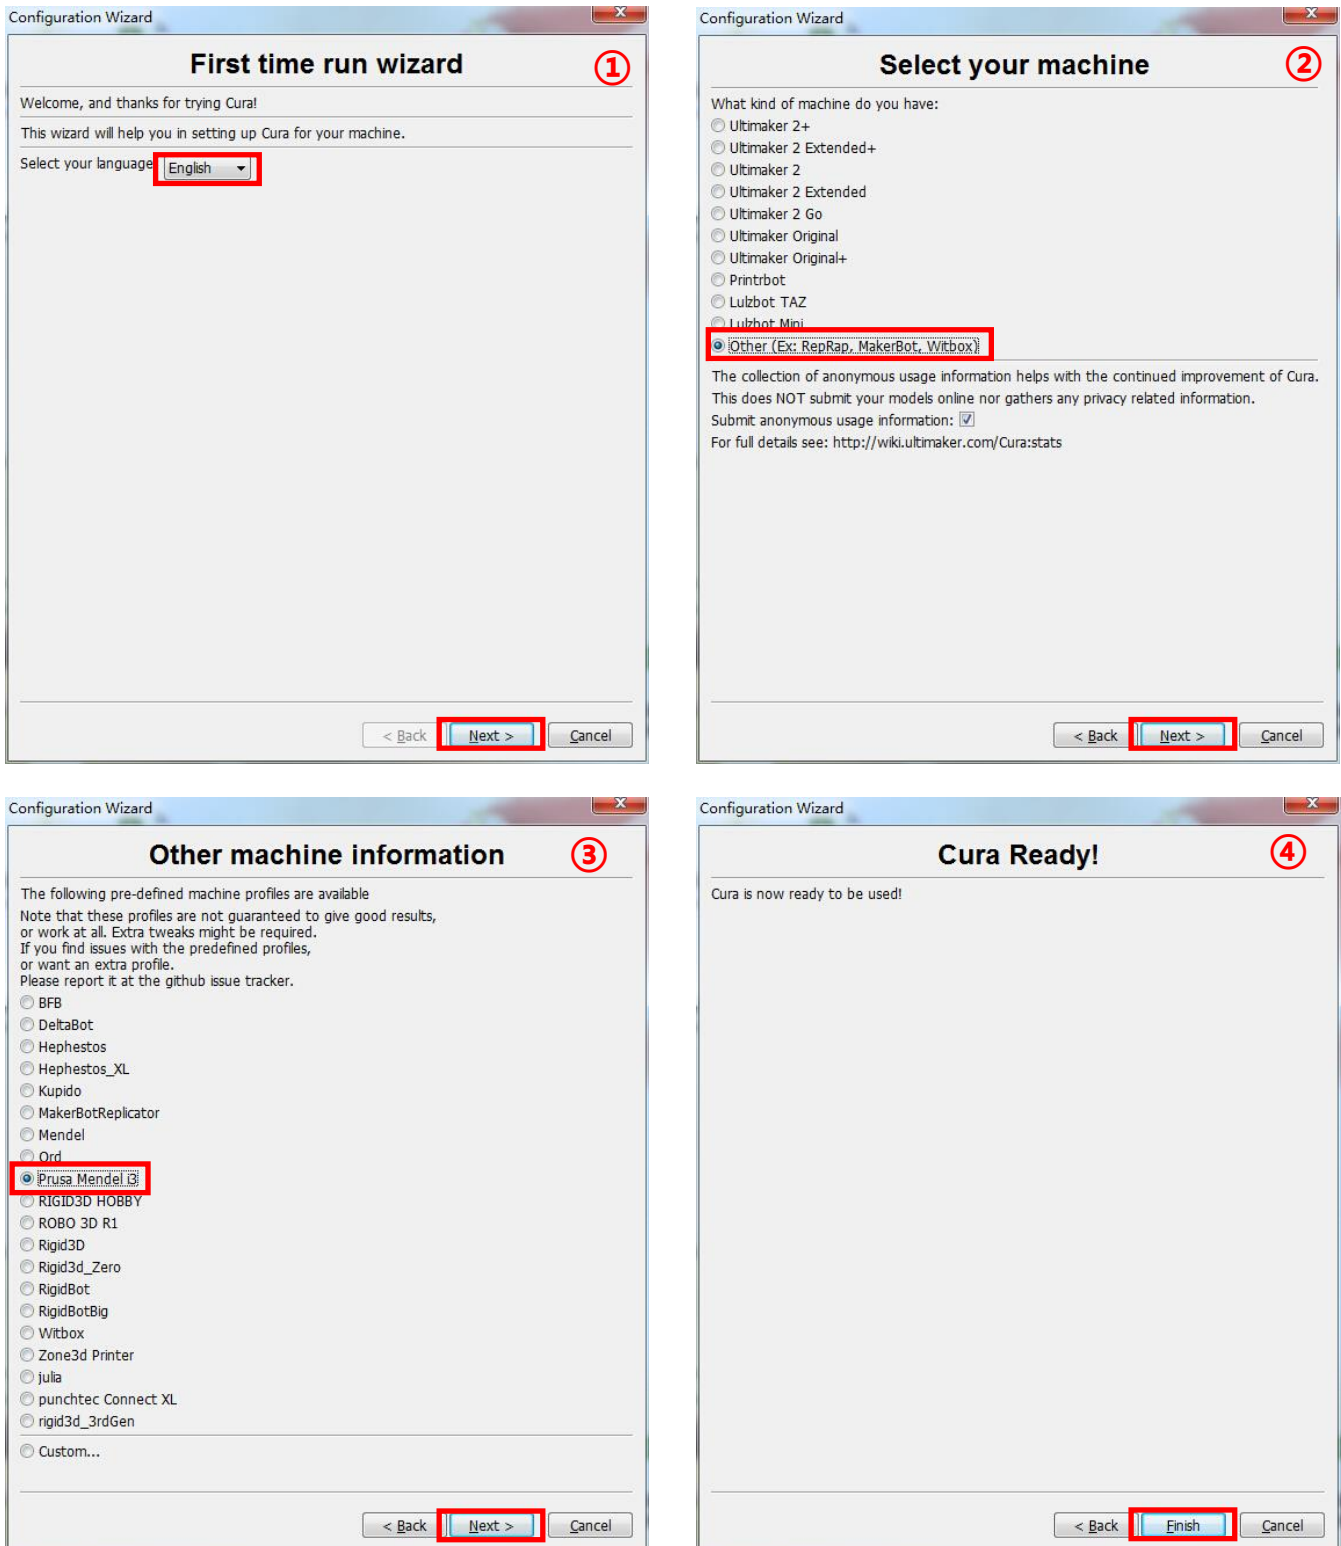 Configuration Wizard
X
First time run wizard
①
Welcome, and thanks for trying Cura!
This wizard will help you in setting up Cura for your machine.
Select your language
English
< Back
Next >
Cancel
Configuration Wizard
X
Select your machine
②
What kind of machine do you have:
Ultimaker 2+
Ultimaker 2 Extended+
Ultimaker 2
Ultimaker 2 Extended
Ultimaker 2 Go
Ultimaker Original
Ultimaker Original+
Printrbot
Lulzbot TAZ
Lulzbot Mini
Other (Ex: RepRap, MakerBot, Witbox)
The collection of anonymous usage information helps with the continued improvement of Cura.
This does NOT submit your models online nor gathers any privacy related information.
Submit anonymous usage information:
For full details see: http://wiki.ultimaker.com/Cura:stats
< Back
Next >
Cancel
Configuration Wizard
X
Other machine information
③
The following pre-defined machine profiles are available
Note that these profiles are not guaranteed to give good results,
or work at all. Extra tweaks might be required.
If you find issues with the predefined profiles,
or want an extra profile.
Please report it at the github issue tracker.
BFB
DeltaBot
Hephestos
Hephestos_XL
Kupido
MakerBotReplicator
Mendel
Ord
Prusa Mendel i3
RIGID3D HOBBY
ROBO 3D R1
Rigid3D
Rigid3d_Zero
RigidBot
RigidBotBig
Witbox
Zone3d Printer
julia
punchtec Connect XL
rigid3d_3rdGen
Custom...
< Back
Next >
Cancel
Configuration Wizard
X
Cura Ready!
④
Cura is now ready to be used!
< Back
Finish
Cancel